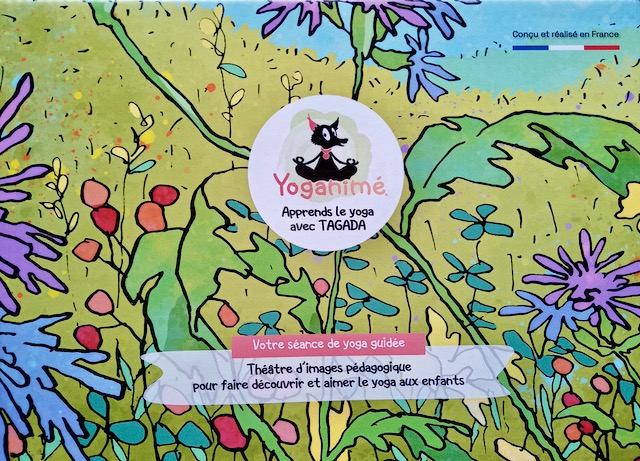 Conçu et réalisé en France
Yoganimé
Apprends le yoga
avec TAGADA
Votre séance de yoga guidée
Théâtre d'images pédagogique
pour faire découvrir et aimer le yoga aux enfants